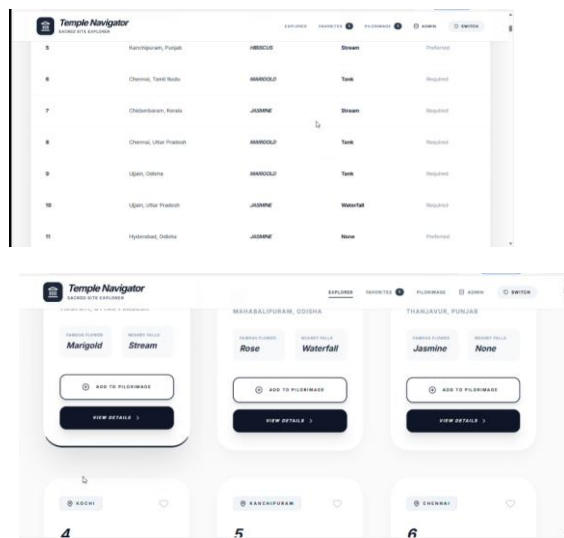 Temple Navigator
SACRED SITE EXPLORER
EXPLORER FAVORITES PILGRIMAGE ADMIN SWITCH
5 Kanchipuram, Punjab HIBISCUS Stream Preferred
6 Chennai, Tamil Nadu MARIGOLD Tank Required
7 Chidambaram, Kerala JASMINE Stream Required
8 Chennai, Uttar Pradesh MARIGOLD Tank Required
9 Ujjain, Odisha MARIGOLD Tank Required
10 Ujjain, Uttar Pradesh JASMINE Waterfall Required
11 Hyderabad, Odisha JASMINE None Preferred
Temple Navigator
SACRED SITE EXPLORER
EXPLORER FAVORITES PILGRIMAGE ADMIN SWITCH
MAHABALIPURAM, ODISHA THANJAVUR, PUNJAB
FAMOUS FLOWER NEARBY FALLS FAMOUS FLOWER NEARBY FALLS FAMOUS FLOWER NEARBY FALLS
Marigold Stream Rose Waterfall Jasmine None
ADD TO PILGRIMAGE ADD TO PILGRIMAGE ADD TO PILGRIMAGE
VIEW DETAILS > VIEW DETAILS > VIEW DETAILS >
KOCHI KANCHIPURAM CHENNAI
4 5 6